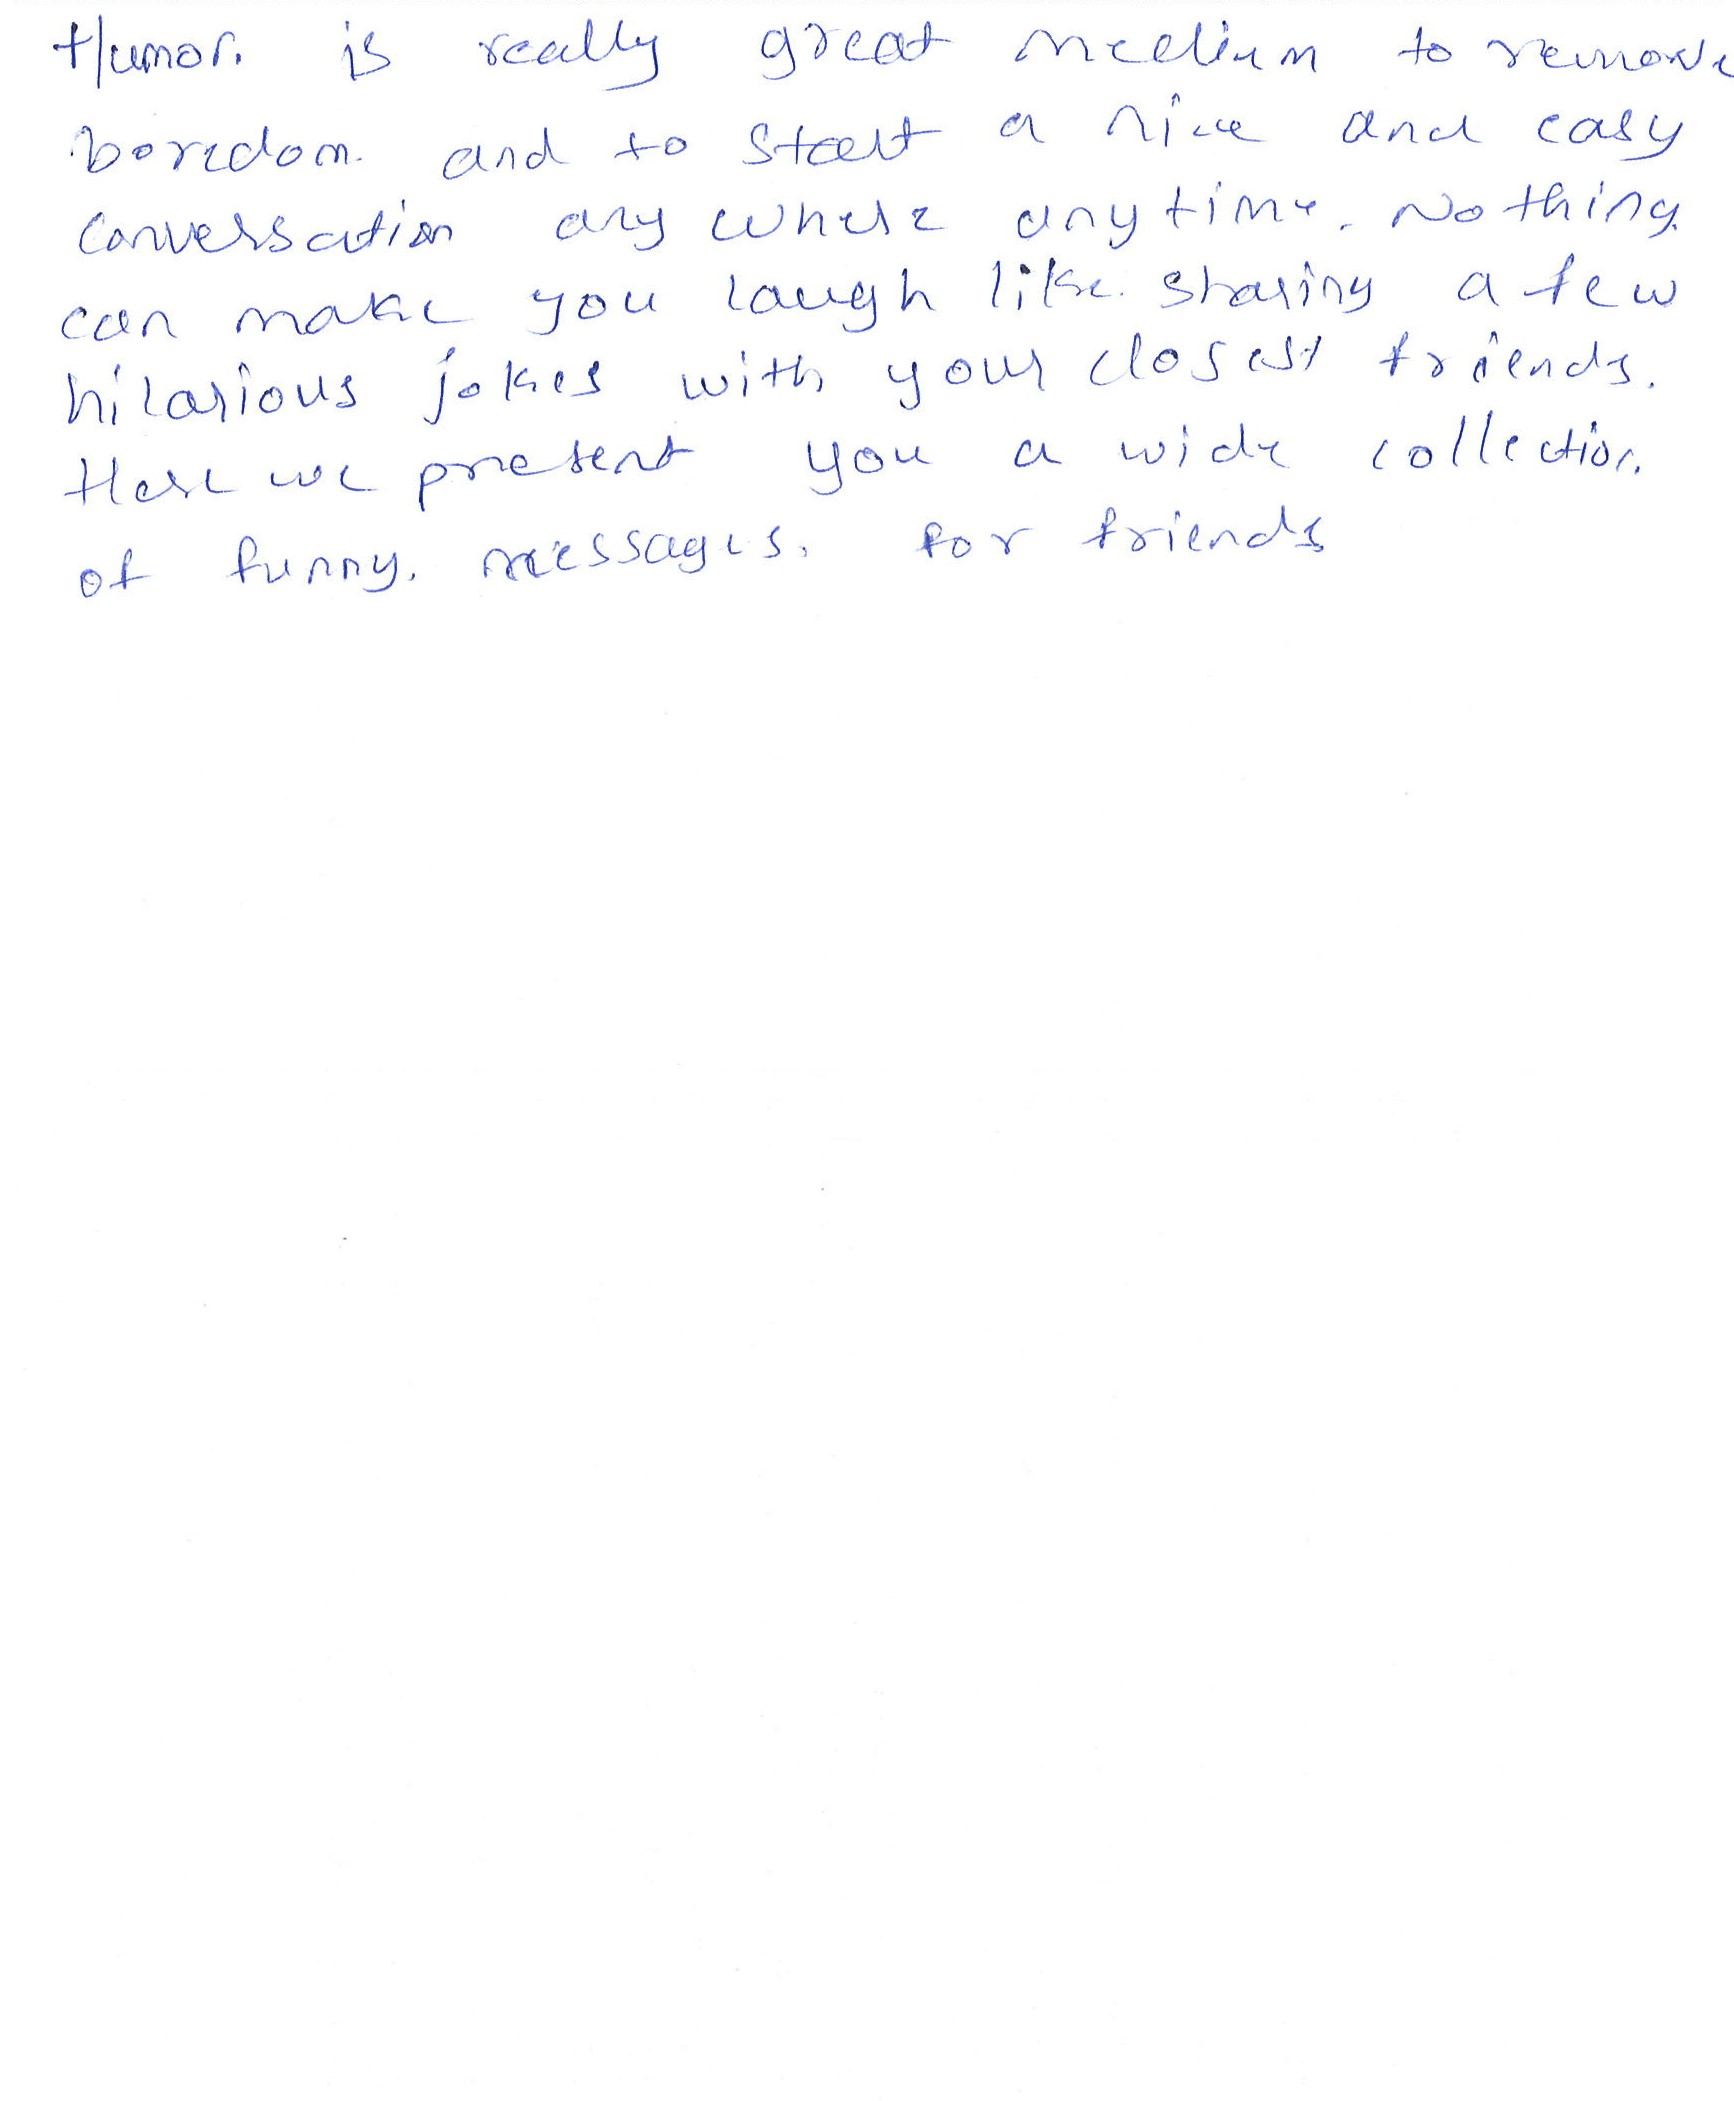 Humor. is really great medium to remove
boredom. and to start a nice and easy
conversation any where anytime. Nothing.
can make you laugh like. sharing a few
hilarious jokes with your closest friends.
Here we present you a wide collection.
of funny. messages. for friends